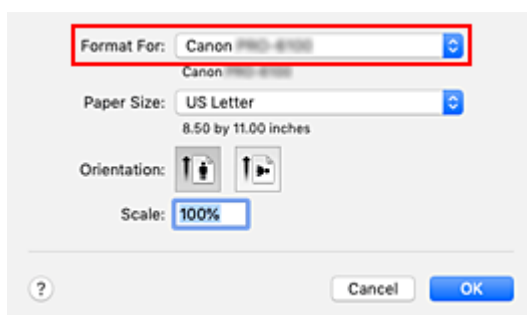 Format For: Canon
Canon
Paper Size: US Letter
8.50 by 11.00 inches
Orientation:
Scale: 100%
? Cancel OK